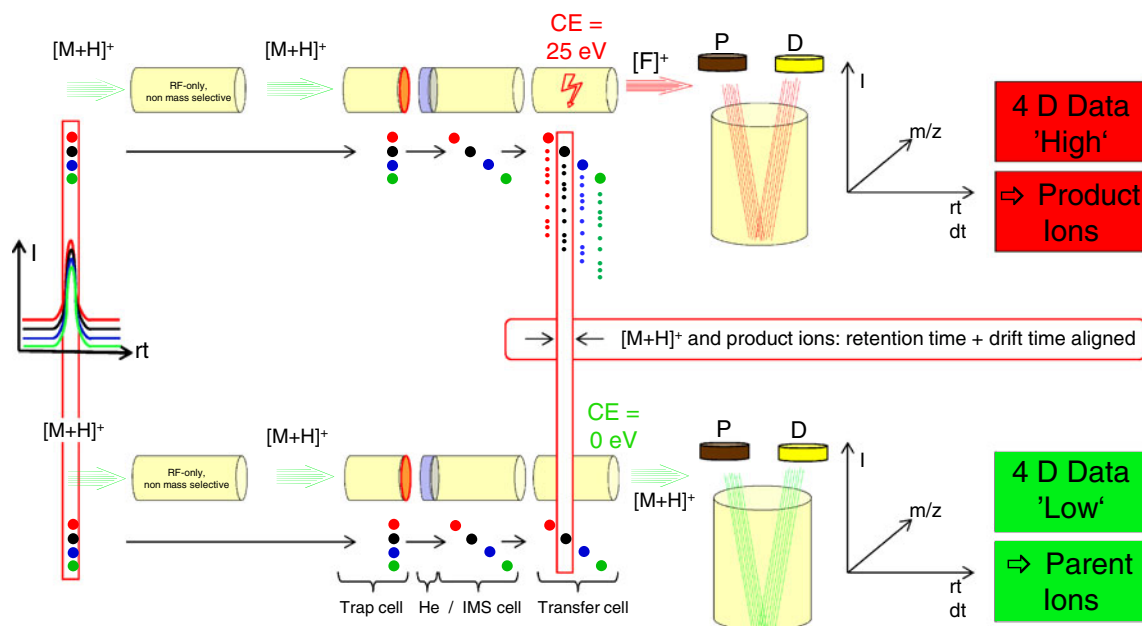 [M+H]+
[M+H]+
CE =
25 eV
[F]+
P
D
RF-only,
non mass selective
I
m/z
rt
dt
4 D Data
'High‘
⇨ Product
Ions
I
rt
[M+H]+ and product ions: retention time + drift time aligned
[M+H]+
[M+H]+
CE =
0 eV
[M+H]+
P
D
RF-only,
non mass selective
I
m/z
rt
dt
4 D Data
'Low‘
⇨ Parent
Ions
Trap cell
He / IMS cell
Transfer cell